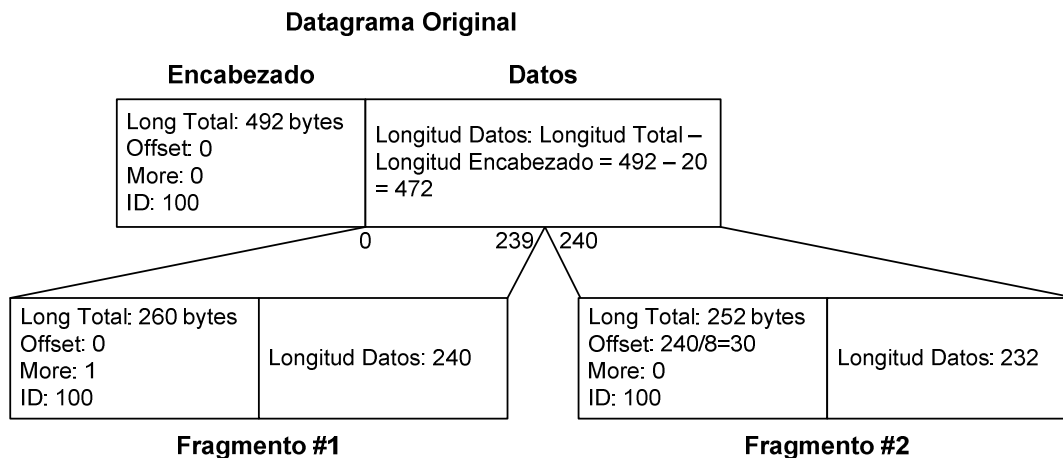 Datagrama Original
Encabezado
Datos
Long Total: 492 bytes
Offset: 0
More: 0
ID: 100
Longitud Datos: Longitud Total –
Longitud Encabezado = 492 – 20
= 472
0
239
240
Long Total: 260 bytes
Offset: 0
More: 1
ID: 100
Longitud Datos: 240
Long Total: 252 bytes
Offset: 240/8=30
More: 0
ID: 100
Longitud Datos: 232
Fragmento #1
Fragmento #2